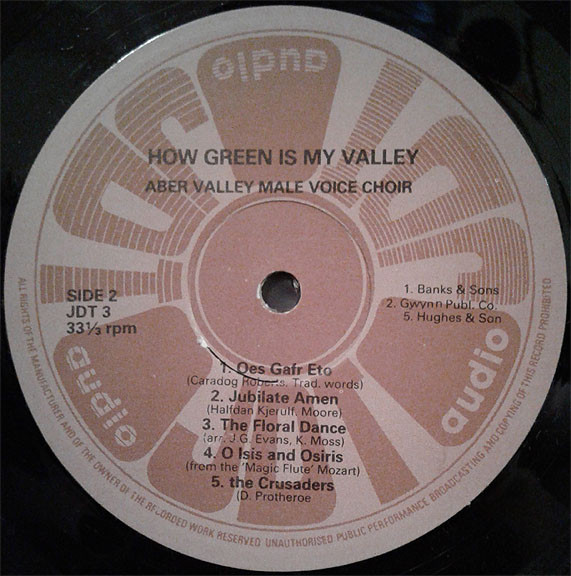 audio
HOW GREEN IS MY VALLEY
ABER VALLEY MALE VOICE CHOIR
SIDE 2
JDT 3
33⅓ rpm
1. Banks & Sons
2. Gwynn Publ. Co.
5. Hughes & Son
1. Oes Gafr Eto
(Caradog Roberts. Trad. words)
2. Jubilate Amen
(Halfdan Kjerulf. Moore)
3. The Floral Dance
(arr. J.G. Evans, K. Moss)
4. O Isis and Osiris
(from the 'Magic Flute' Mozart)
5. the Crusaders
(D. Protheroe
audio
audio
ALL RIGHTS OF THE MANUFACTURER AND OF THE OWNER OF THE RECORDED WORK RESERVED UNAUTHORISED PUBLIC PERFORMANCE BROADCASTING AND COPYING OF THIS RECORD PROHIBITED